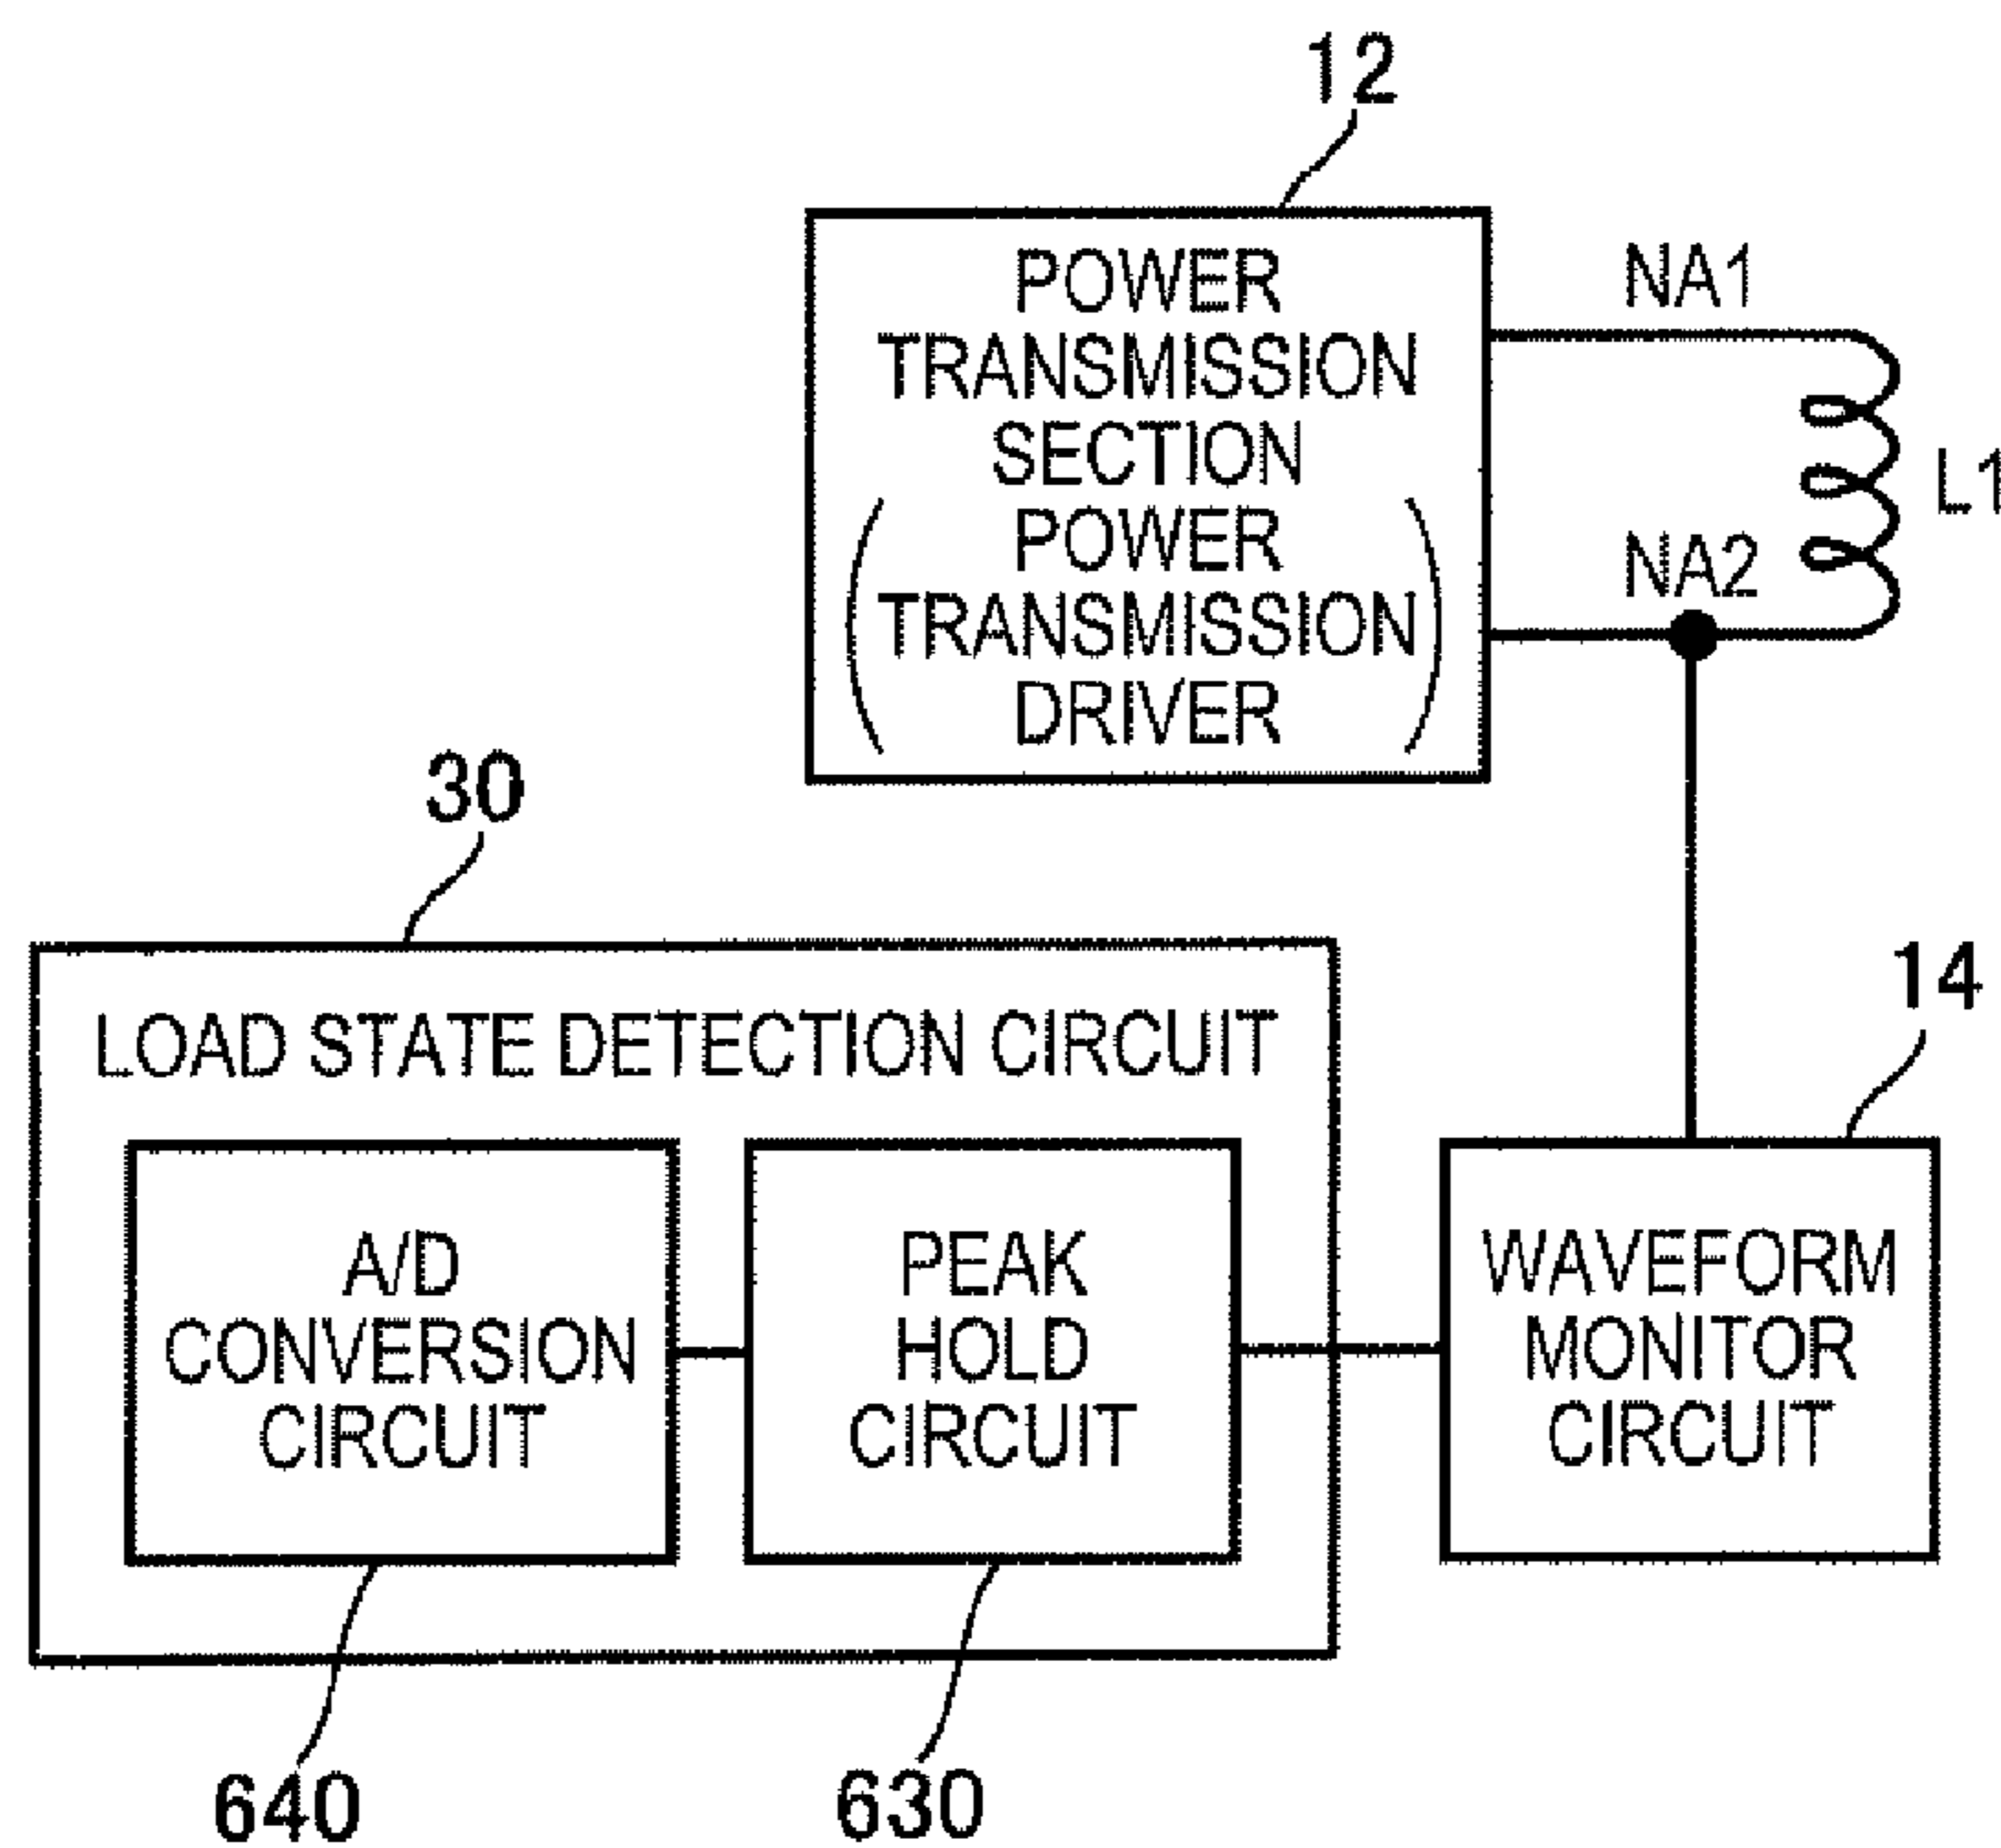 12
POWER
TRANSMISSION
SECTION
POWER
TRANSMISSION
DRIVER
NA1
L1
NA2
30
LOAD STATE DETECTION CIRCUIT
14
A/D
CONVERSION
CIRCUIT
PEAK
HOLD
CIRCUIT
WAVEFORM
MONITOR
CIRCUIT
640
630